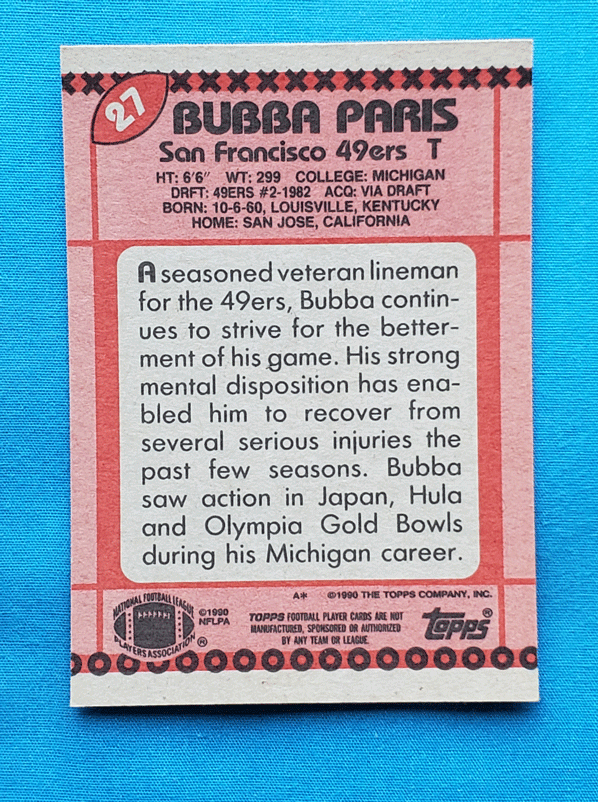 27
BUBBA PARIS
San Francisco 49ers T
HT: 6'6" WT: 299 COLLEGE: MICHIGAN
DRFT: 49ERS #2-1982 ACQ: VIA DRAFT
BORN: 10-6-60, LOUISVILLE, KENTUCKY
HOME: SAN JOSE, CALIFORNIA
A seasoned veteran lineman
for the 49ers, Bubba contin-
ues to strive for the better-
ment of his game. His strong
mental disposition has ena-
bled him to recover from
several serious injuries the
past few seasons. Bubba
saw action in Japan, Hula
and Olympia Gold Bowls
during his Michigan career.
A* ©1990 THE TOPPS COMPANY, INC.
NATIONAL FOOTBALL LEAGUE
PLAYERS ASSOCIATION ®
©1990
NFLPA
TOPPS FOOTBALL PLAYER CARDS ARE NOT
MANUFACTURED, SPONSORED OR AUTHORIZED
BY ANY TEAM OR LEAGUE.
Topps ®